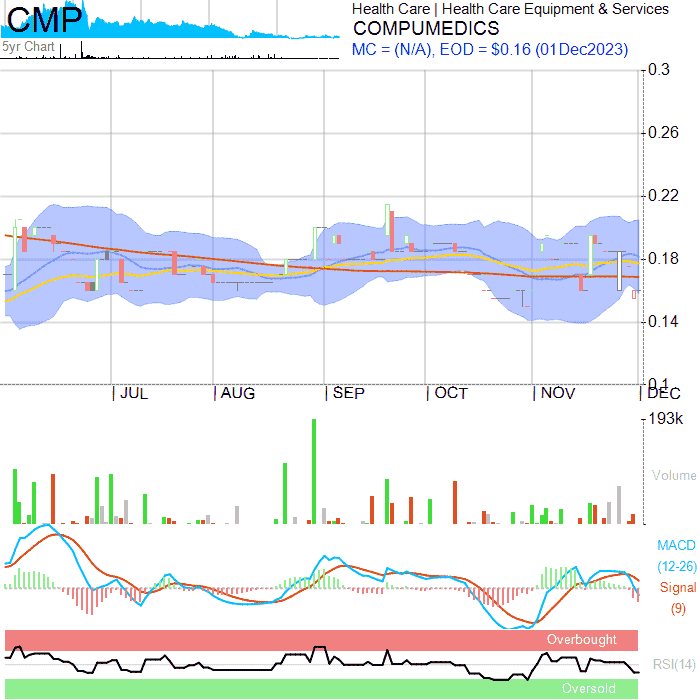 CMP
5yr Chart
Health Care | Health Care Equipment & Services
COMPUMEDICS
MC = (N/A), EOD = $0.16 (01Dec2023)
0.3
0.26
0.22
0.18
0.14
0.1
JUL
AUG
SEP
OCT
NOV
DEC
193k
Volume
MACD
(12-26)
Signal
(9)
Overbought
RSI(14)
Oversold